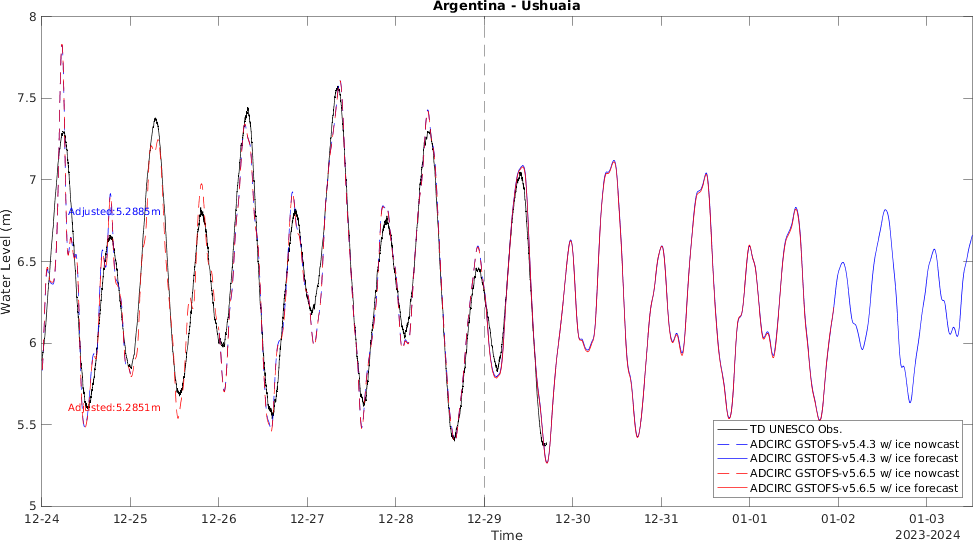 Argentina - Ushuaia
Water Level (m)
8
7.5
7
6.5
6
5.5
5
Adjusted:5.2885m
Adjusted:5.2851m
TD UNESCO Obs.
ADCIRC GSTOFS-v5.4.3 w/ ice nowcast
ADCIRC GSTOFS-v5.4.3 w/ ice forecast
ADCIRC GSTOFS-v5.6.5 w/ ice nowcast
ADCIRC GSTOFS-v5.6.5 w/ ice forecast
12-24 12-25 12-26 12-27 12-28 12-29 12-30 12-31 01-01 01-02 01-03
Time
2023-2024